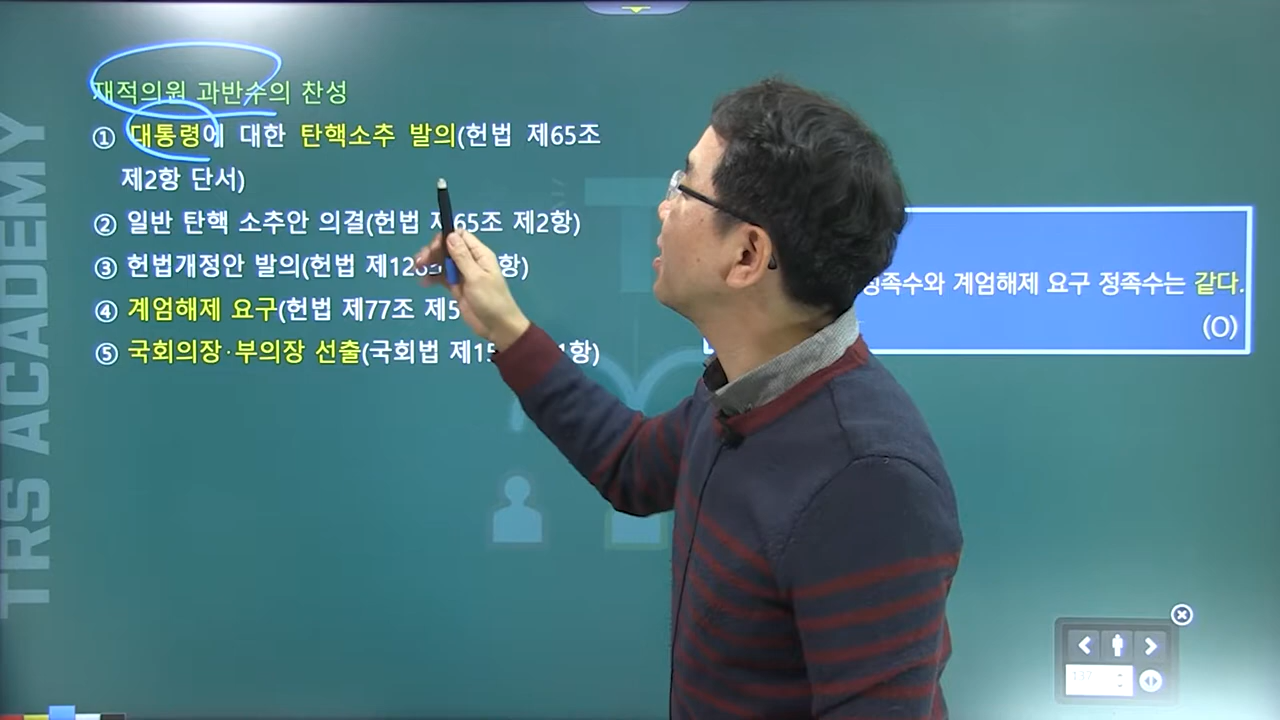 재적의원 과반수의 찬성
① 대통령에 대한 탄핵소추 발의(헌법 제65조
제2항 단서)
② 일반 탄핵 소추안 의결(헌법 제65조 제2항)
③ 헌법개정안 발의(헌법 제128 항)
④ 계엄해제 요구(헌법 제77조 제5
⑤ 국회의장·부의장 선출(국회법 제15 1항)
정족수와 계엄해제 요구 정족수는 같다.
(O)
TRS ACADEMY
137